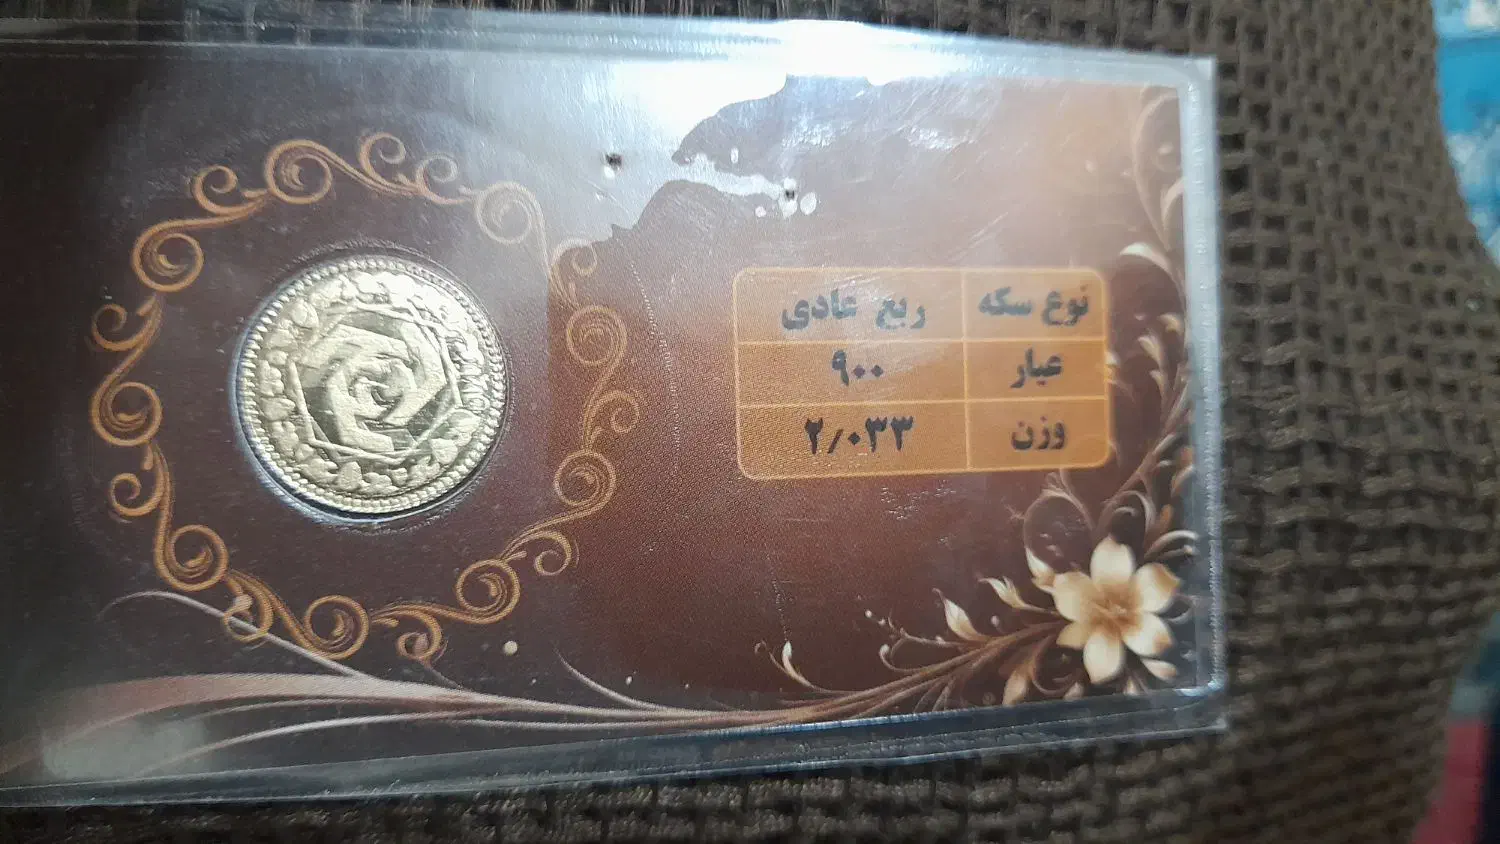 نوع سکه ربع عادی
عیار ۹۰۰
وزن ۲٫۰۳۳